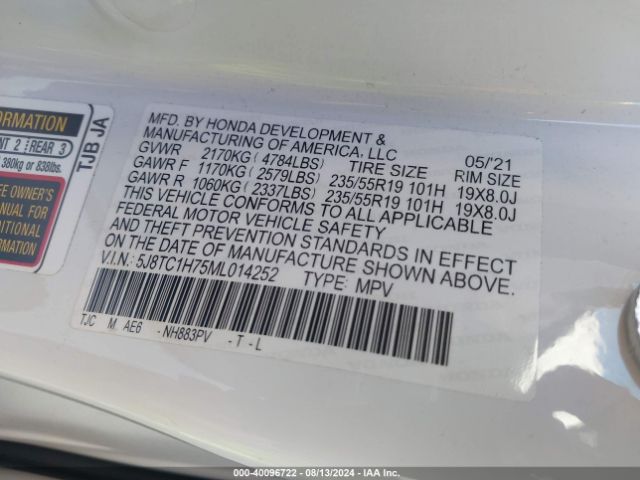 ORMATION
NT 2 REAR 3
380kg or 838lbs.
FE OWNER'S
ANUAL FOR
DDITIONAL
RMATION
TJB JA
MFD. BY HONDA DEVELOPMENT &
MANUFACTURING OF AMERICA, LLC 05/'21
GVWR 2170KG (4784LBS) TIRE SIZE RIM SIZE
GAWR F 1170KG (2579LBS) 235/55R19 101H 19X8.0J
GAWR R 1060KG (2337LBS) 235/55R19 101H 19X8.0J
THIS VEHICLE CONFORMS TO ALL APPLICABLE
FEDERAL MOTOR VEHICLE SAFETY
AND THEFT PREVENTION STANDARDS IN EFFECT
ON THE DATE OF MANUFACTURE SHOWN ABOVE.
V.I.N.: 5J8TC1H75ML014252 TYPE: MPV
TJC M AE6 -NH883PV -T-L
000-40096722 - 08/13/2024 - IAA Inc.